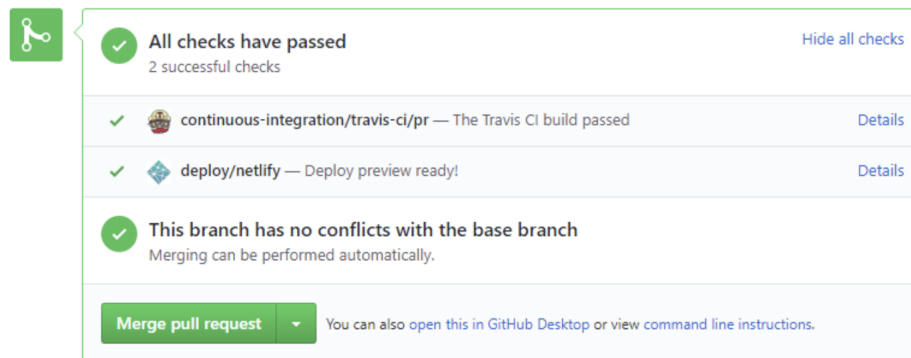 All checks have passed
Hide all checks
2 successful checks
continuous-integration/travis-ci/pr — The Travis CI build passed
Details
deploy/netlify — Deploy preview ready!
Details
This branch has no conflicts with the base branch
Merging can be performed automatically.
Merge pull request
You can also open this in GitHub Desktop or view command line instructions.